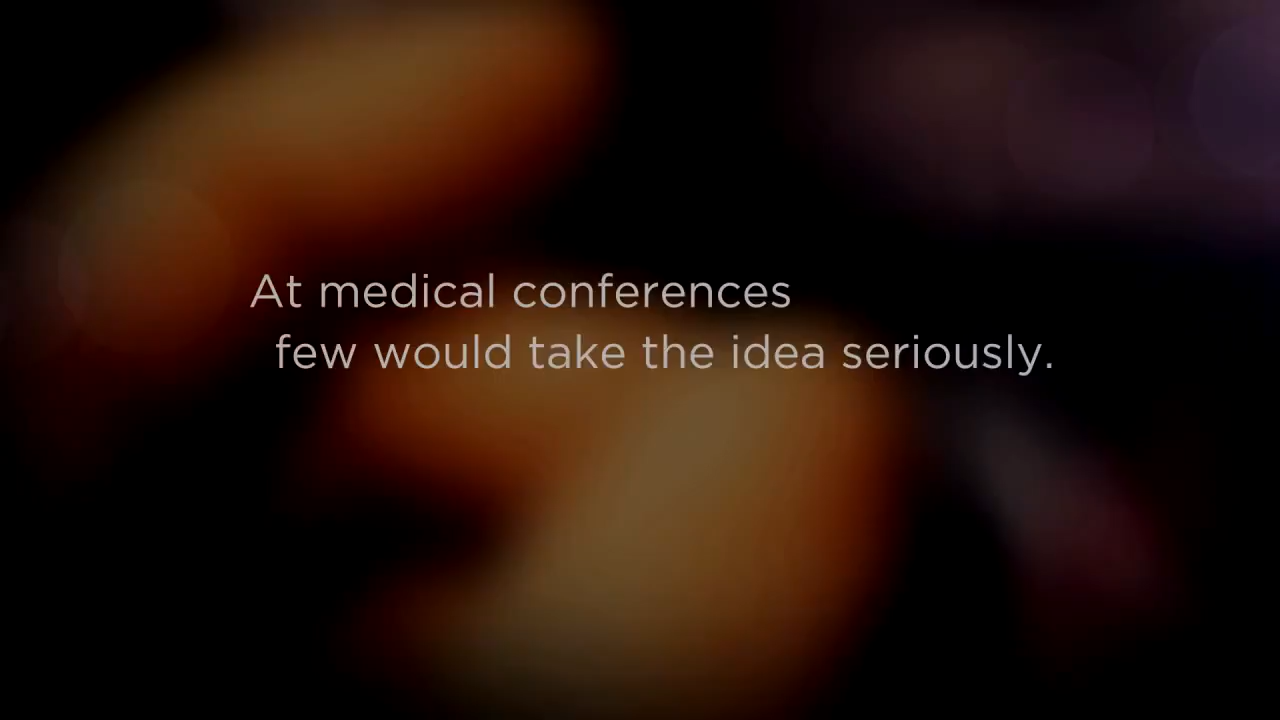 At medical conferences
few would take the idea seriously.